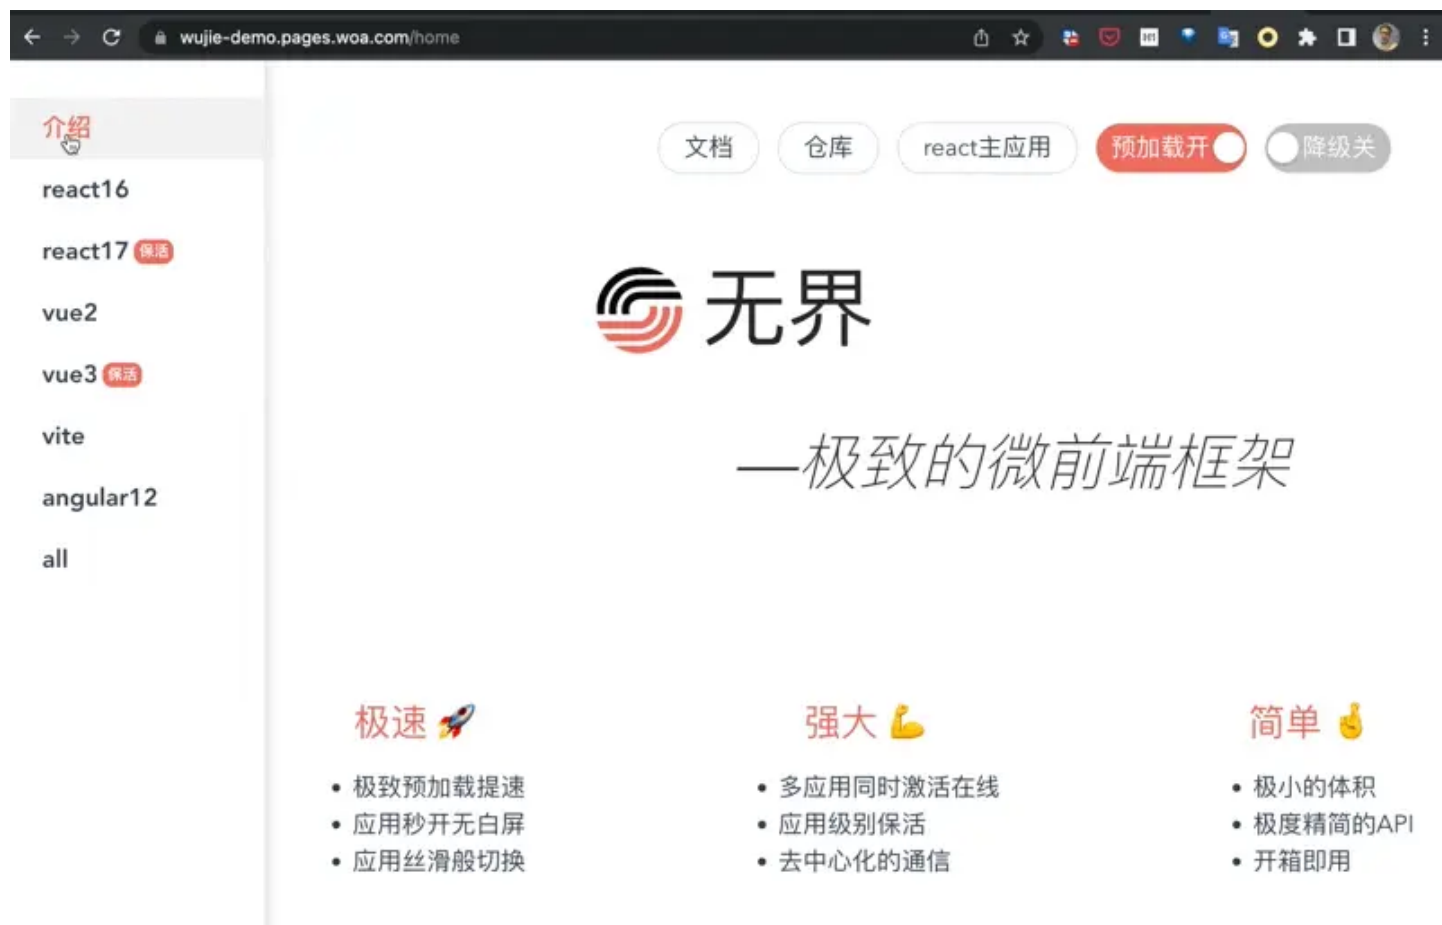 wujie-demo.pages.woa.com/home
介绍
react16
react17 保活
vue2
vue3 保活
vite
angular12
all
文档 仓库 react主应用 预加载开 降级关
无界
—极致的微前端框架
极速
极致预加载提速
应用秒开无白屏
应用丝滑般切换
强大
多应用同时激活在线
应用级别保活
去中心化的通信
简单
极小的体积
极度精简的API
开箱即用